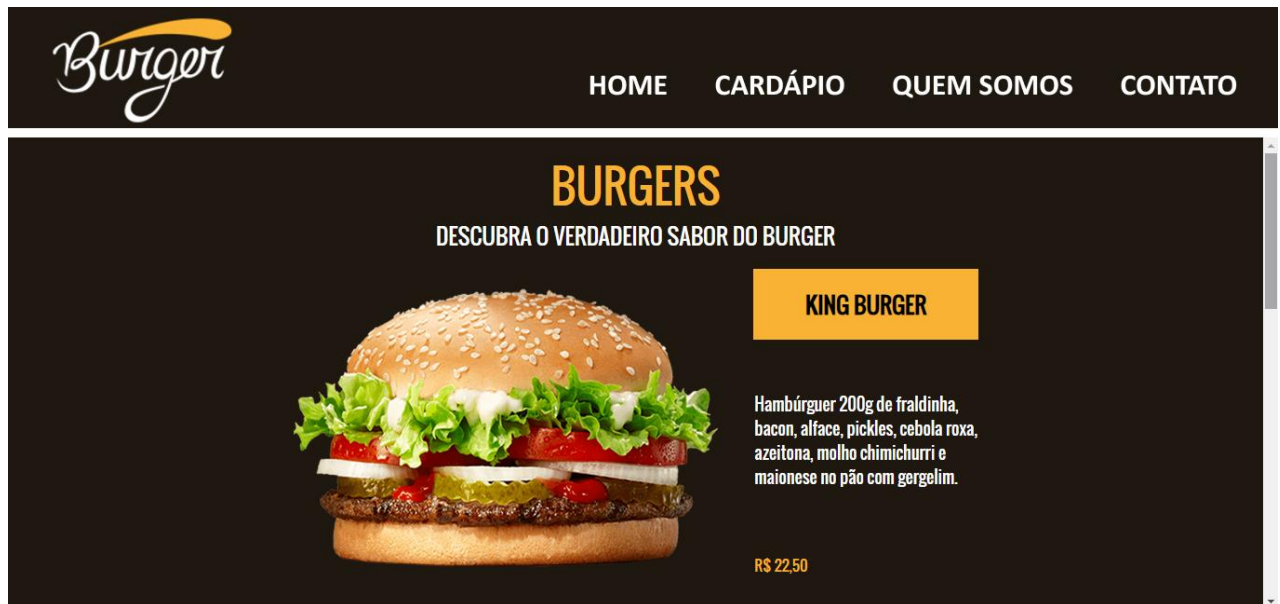 Burger
HOME CARDÁPIO QUEM SOMOS CONTATO
BURGERS
DESCUBRA O VERDADEIRO SABOR DO BURGER
KING BURGER
Hambúrguer 200g de fraldinha,
bacon, alface, pickles, cebola roxa,
azeitona, molho chimichurri e
maionese no pão com gergelim.
R$ 22,50